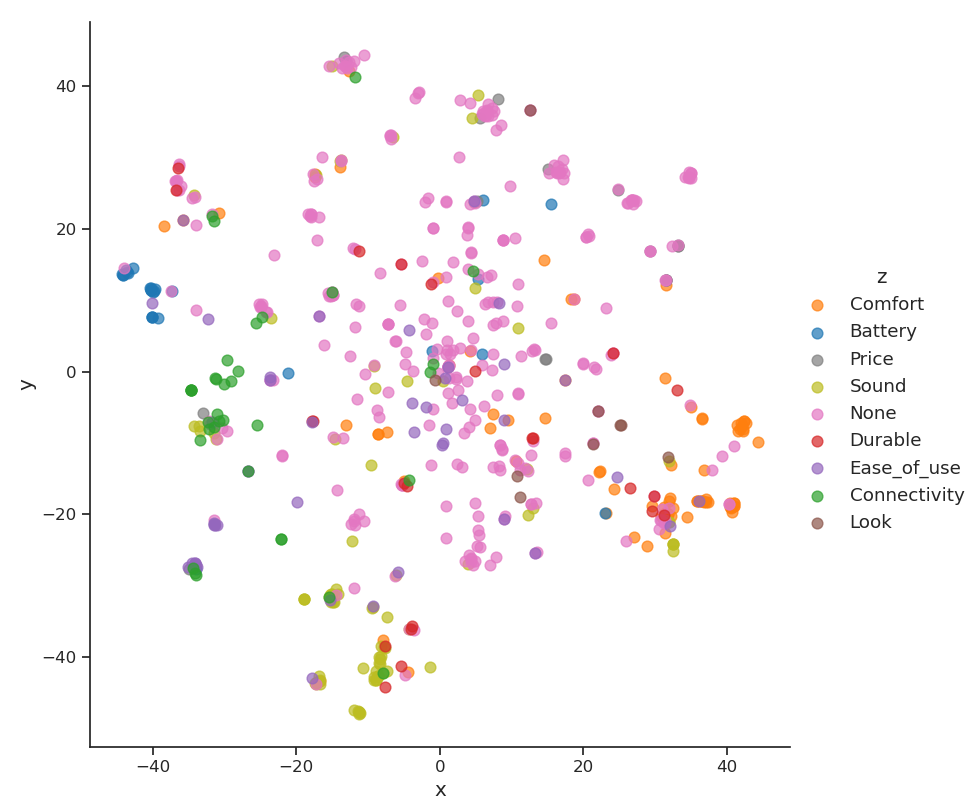 40
20
0
−20
−40
y
−40
−20
0
20
40
x
z
Comfort
Battery
Price
Sound
None
Durable
Ease_of_use
Connectivity
Look